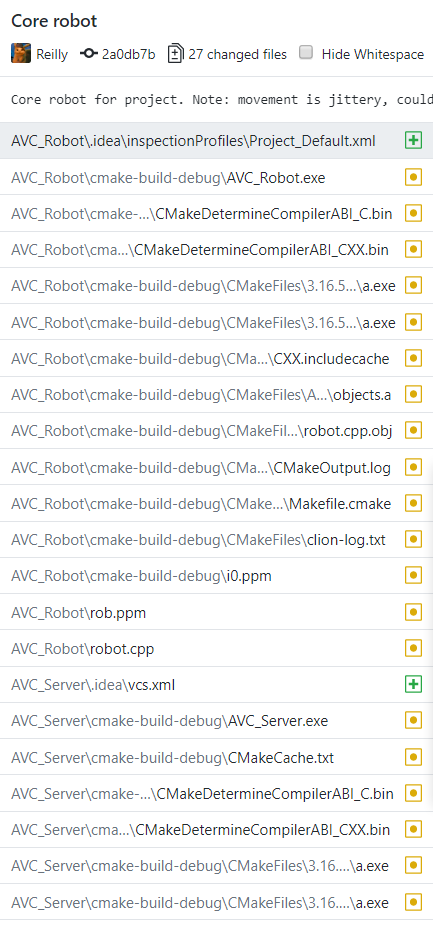 Core robot
Reilly 2a0db7b 27 changed files Hide Whitespace
Core robot for project. Note: movement is jittery, could
AVC_Robot\.idea\inspectionProfiles\Project_Default.xml
AVC_Robot\cmake-build-debug\AVC_Robot.exe
AVC_Robot\cmake-...\CMakeDetermineCompilerABI_C.bin
AVC_Robot\cma...\CMakeDetermineCompilerABI_CXX.bin
AVC_Robot\cmake-build-debug\CMakeFiles\3.16.5...\a.exe
AVC_Robot\cmake-build-debug\CMakeFiles\3.16.5...\a.exe
AVC_Robot\cmake-build-debug\CMa...\CXX.includecache
AVC_Robot\cmake-build-debug\CMakeFiles\A...\objects.a
AVC_Robot\cmake-build-debug\CMakeFil...\robot.cpp.obj
AVC_Robot\cmake-build-debug\CMa...\CMakeOutput.log
AVC_Robot\cmake-build-debug\CMake...\Makefile.cmake
AVC_Robot\cmake-build-debug\CMakeFiles\clion-log.txt
AVC_Robot\cmake-build-debug\i0.ppm
AVC_Robot\rob.ppm
AVC_Robot\robot.cpp
AVC_Server\.idea\vcs.xml
AVC_Server\cmake-build-debug\AVC_Server.exe
AVC_Server\cmake-build-debug\CMakeCache.txt
AVC_Server\cmake-...\CMakeDetermineCompilerABI_C.bin
AVC_Server\cma...\CMakeDetermineCompilerABI_CXX.bin
AVC_Server\cmake-build-debug\CMakeFiles\3.16....\a.exe
AVC_Server\cmake-build-debug\CMakeFiles\3.16....\a.exe